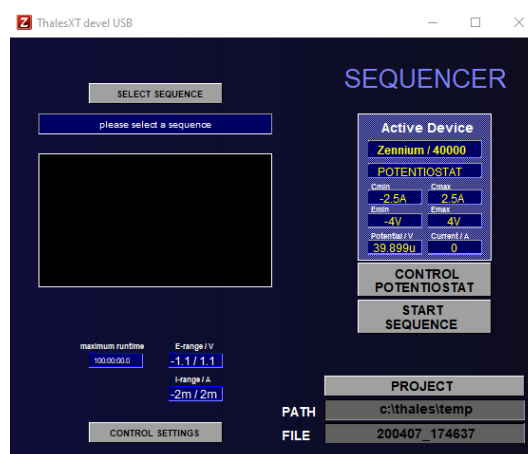 ThalesXT devel USB
SEQUENCER
SELECT SEQUENCE
please select a sequence
Active Device
Zennium / 40000
POTENTIOSTAT
Cmin Cmax
-2.5A 2.5A
Emin Emax
-4V 4V
Potential / V Current / A
39.899u 0
CONTROL
POTENTIOSTAT
START
SEQUENCE
maximum runtime E-range / V
100:00:00.0 -1.1 / 1.1
I-range / A
-2m / 2m
CONTROL SETTINGS
PROJECT
PATH c:\thales\temp
FILE 200407_174637